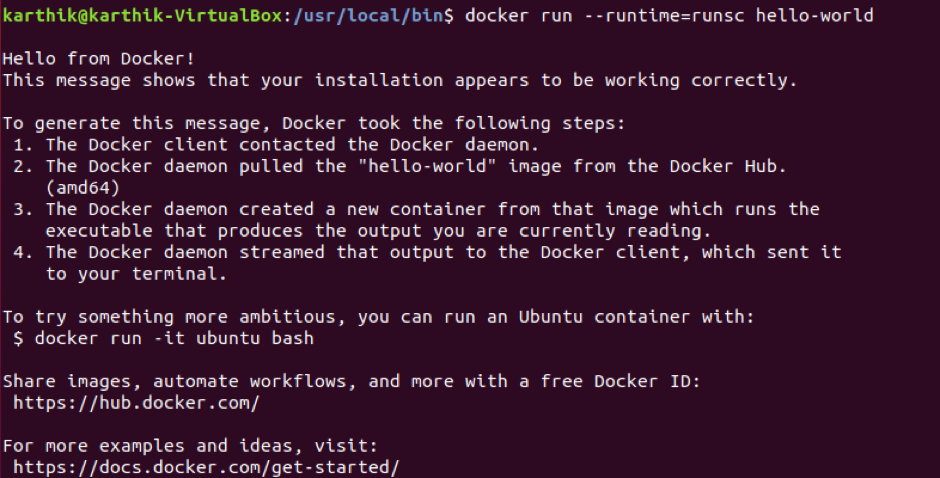 karthik@karthik-VirtualBox:/usr/local/bin$ docker run --runtime=runsc hello-world
Hello from Docker!
This message shows that your installation appears to be working correctly.
To generate this message, Docker took the following steps:
1. The Docker client contacted the Docker daemon.
2. The Docker daemon pulled the "hello-world" image from the Docker Hub.
(amd64)
3. The Docker daemon created a new container from that image which runs the
executable that produces the output you are currently reading.
4. The Docker daemon streamed that output to the Docker client, which sent it
to your terminal.
To try something more ambitious, you can run an Ubuntu container with:
$ docker run -it ubuntu bash
Share images, automate workflows, and more with a free Docker ID:
https://hub.docker.com/
For more examples and ideas, visit:
https://docs.docker.com/get-started/